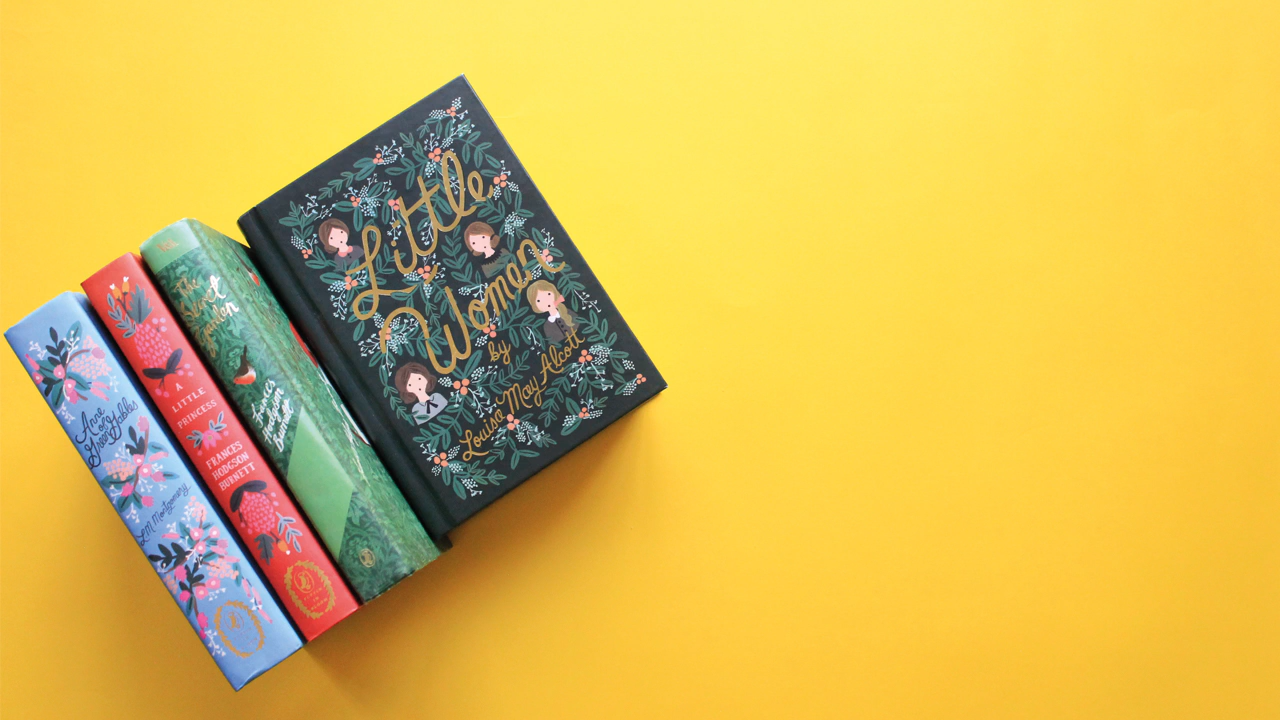 Anne
of
Green Gables
L.M. Montgomery
A
LITTLE
PRINCESS
FRANCES
HODGSON
BURNETT
The
Secret
Garden
Frances
Hodgson
Burnett
Little
Women
by
Louisa May Alcott